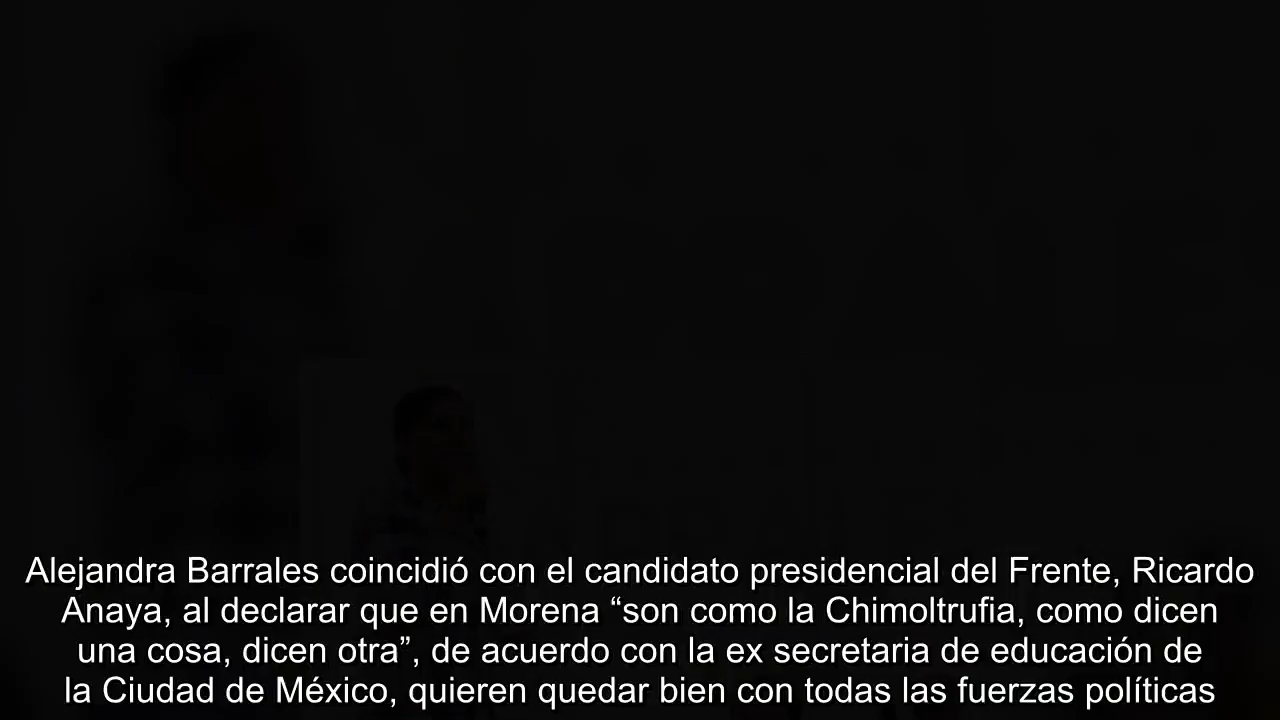 Alejandra Barrales coincidió con el candidato presidencial del Frente, Ricardo
Anaya, al declarar que en Morena “son como la Chimoltrufia, como dicen
una cosa, dicen otra”, de acuerdo con la ex secretaria de educación de
la Ciudad de México, quieren quedar bien con todas las fuerzas políticas